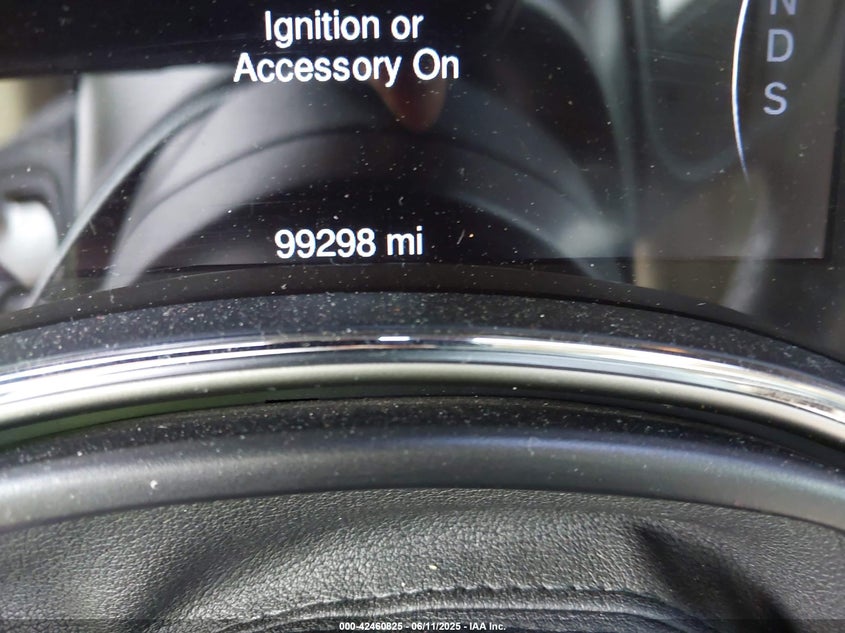 Ignition or
Accessory On
N
D
S
99298 mi
000-42460825 - 06/11/2025 - IAA Inc.